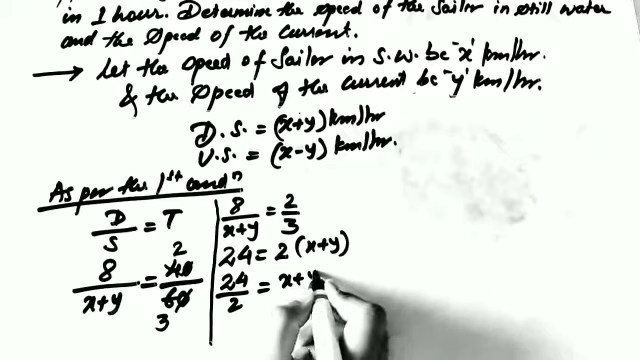 in 1 hour. Determine the speed of the Sailor in still water
and the Speed of the Current.
→ Let the Speed of Sailor in S.W. be 'x' km/hr.
& the Speed of the current be 'y' km/hr.
D.S. = (x+y) km/hr
U.S. = (x-y) km/hr.
As per the 1st condn
D/S = T
8/(x+y) = 40/60
2
3
8/(x+y) = 2/3
24 = 2(x+y)
24/2 = x+y